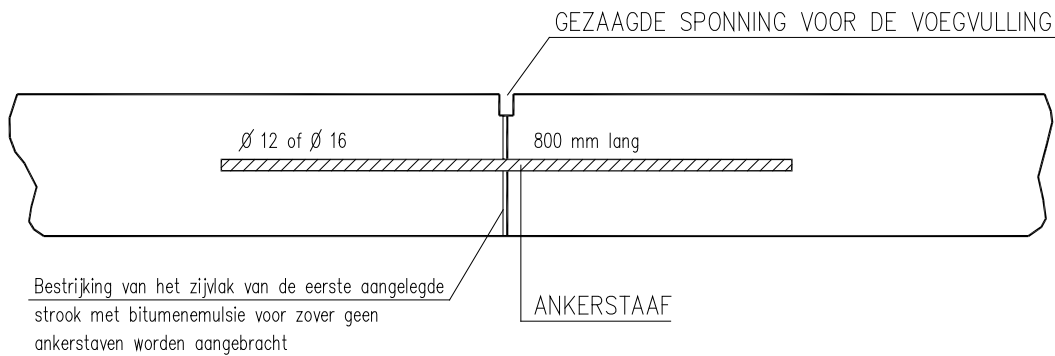 GEZAAGDE SPONNING VOOR DE VOEGVULLING
Ø 12 of Ø 16
800 mm lang
Bestrijking van het zijvlak van de eerste aangelegde
strook met bitumenemulsie voor zover geen
ankerstaven worden aangebracht
ANKERSTAAF